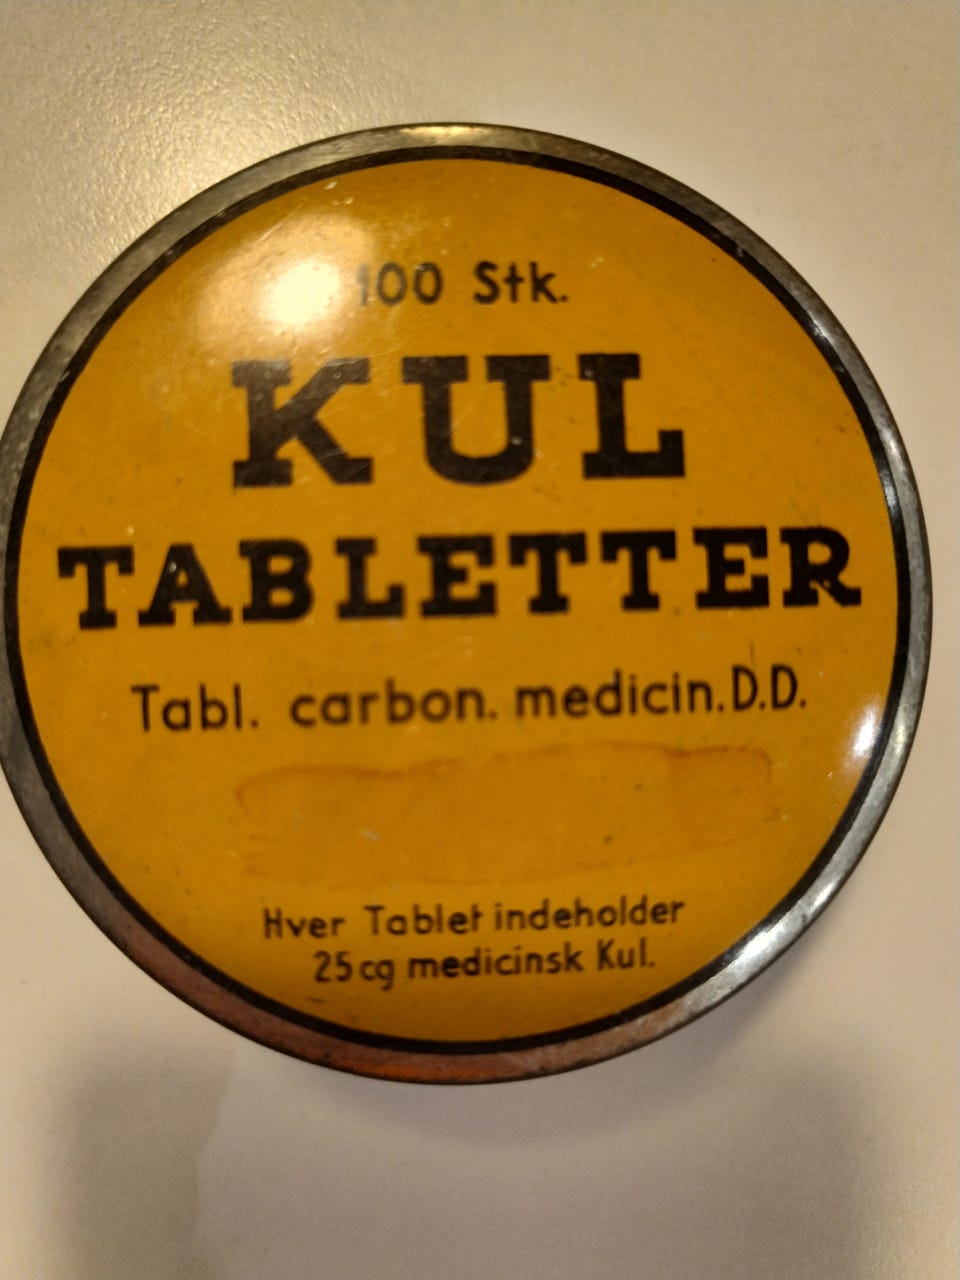 100 Stk.
KUL
TABLETTER
Tabl. carbon. medicin. D.D.
Hver Tablet indeholder
25 cg medicinsk Kul.